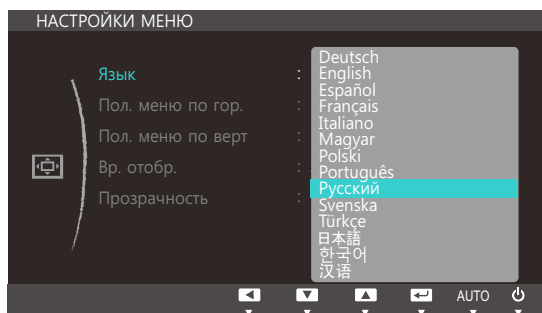 НАСТРОЙКИ МЕНЮ
Язык :
Пол. меню по гор. :
Пол. меню по верт :
Вр. отобр. :
Прозрачность :
Deutsch
English
Español
Français
Italiano
Magyar
Polski
Português
Русский
Svenska
Türkçe
日本語
한국어
汉语
AUTO